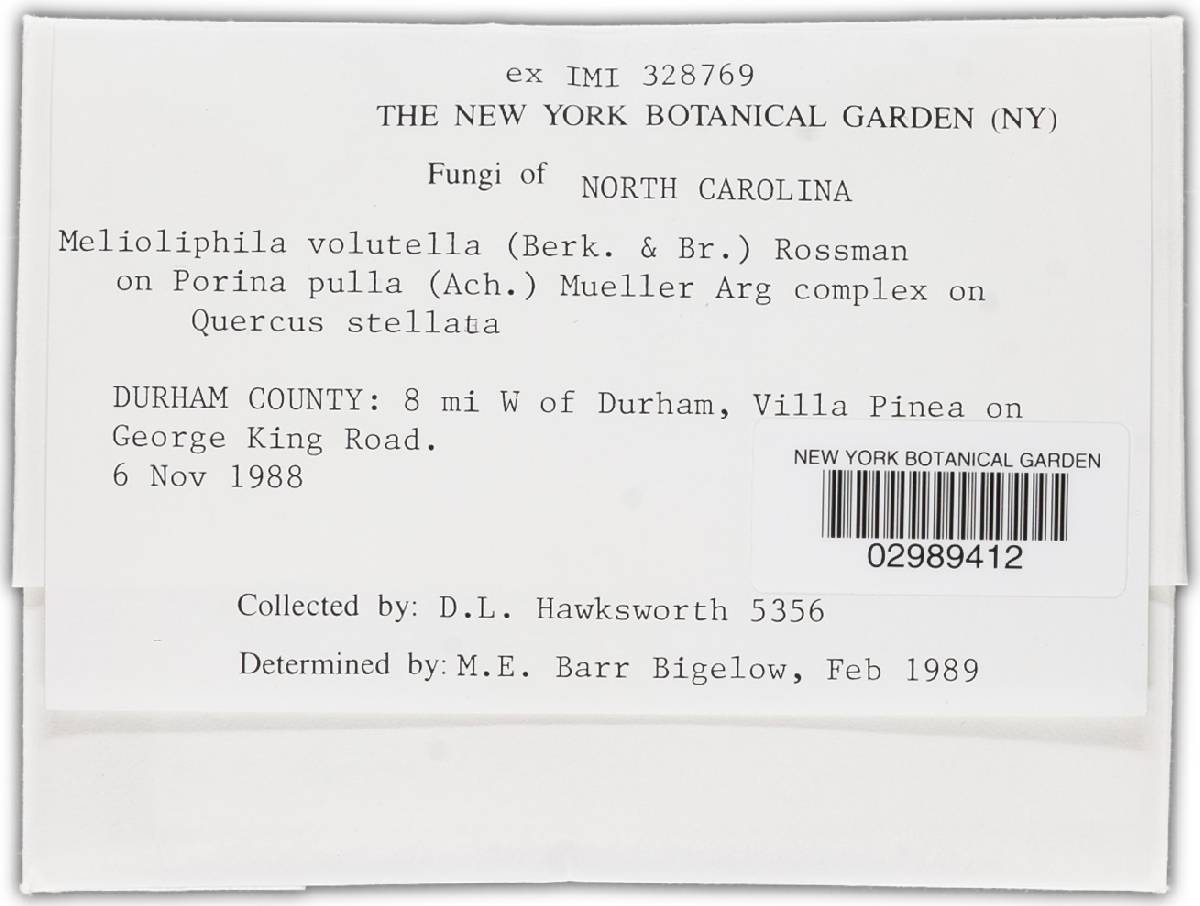 ex IMI 328769
THE NEW YORK BOTANICAL GARDEN (NY)
Fungi of NORTH CAROLINA
Melioliphila volutella (Berk. & Br.) Rossman
on Porina pulla (Ach.) Mueller Arg complex on
Quercus stellata
DURHAM COUNTY: 8 mi W of Durham, Villa Pinea on
George King Road.
6 Nov 1988
NEW YORK BOTANICAL GARDEN
02989412
Collected by: D.L. Hawksworth 5356
Determined by: M.E. Barr Bigelow, Feb 1989